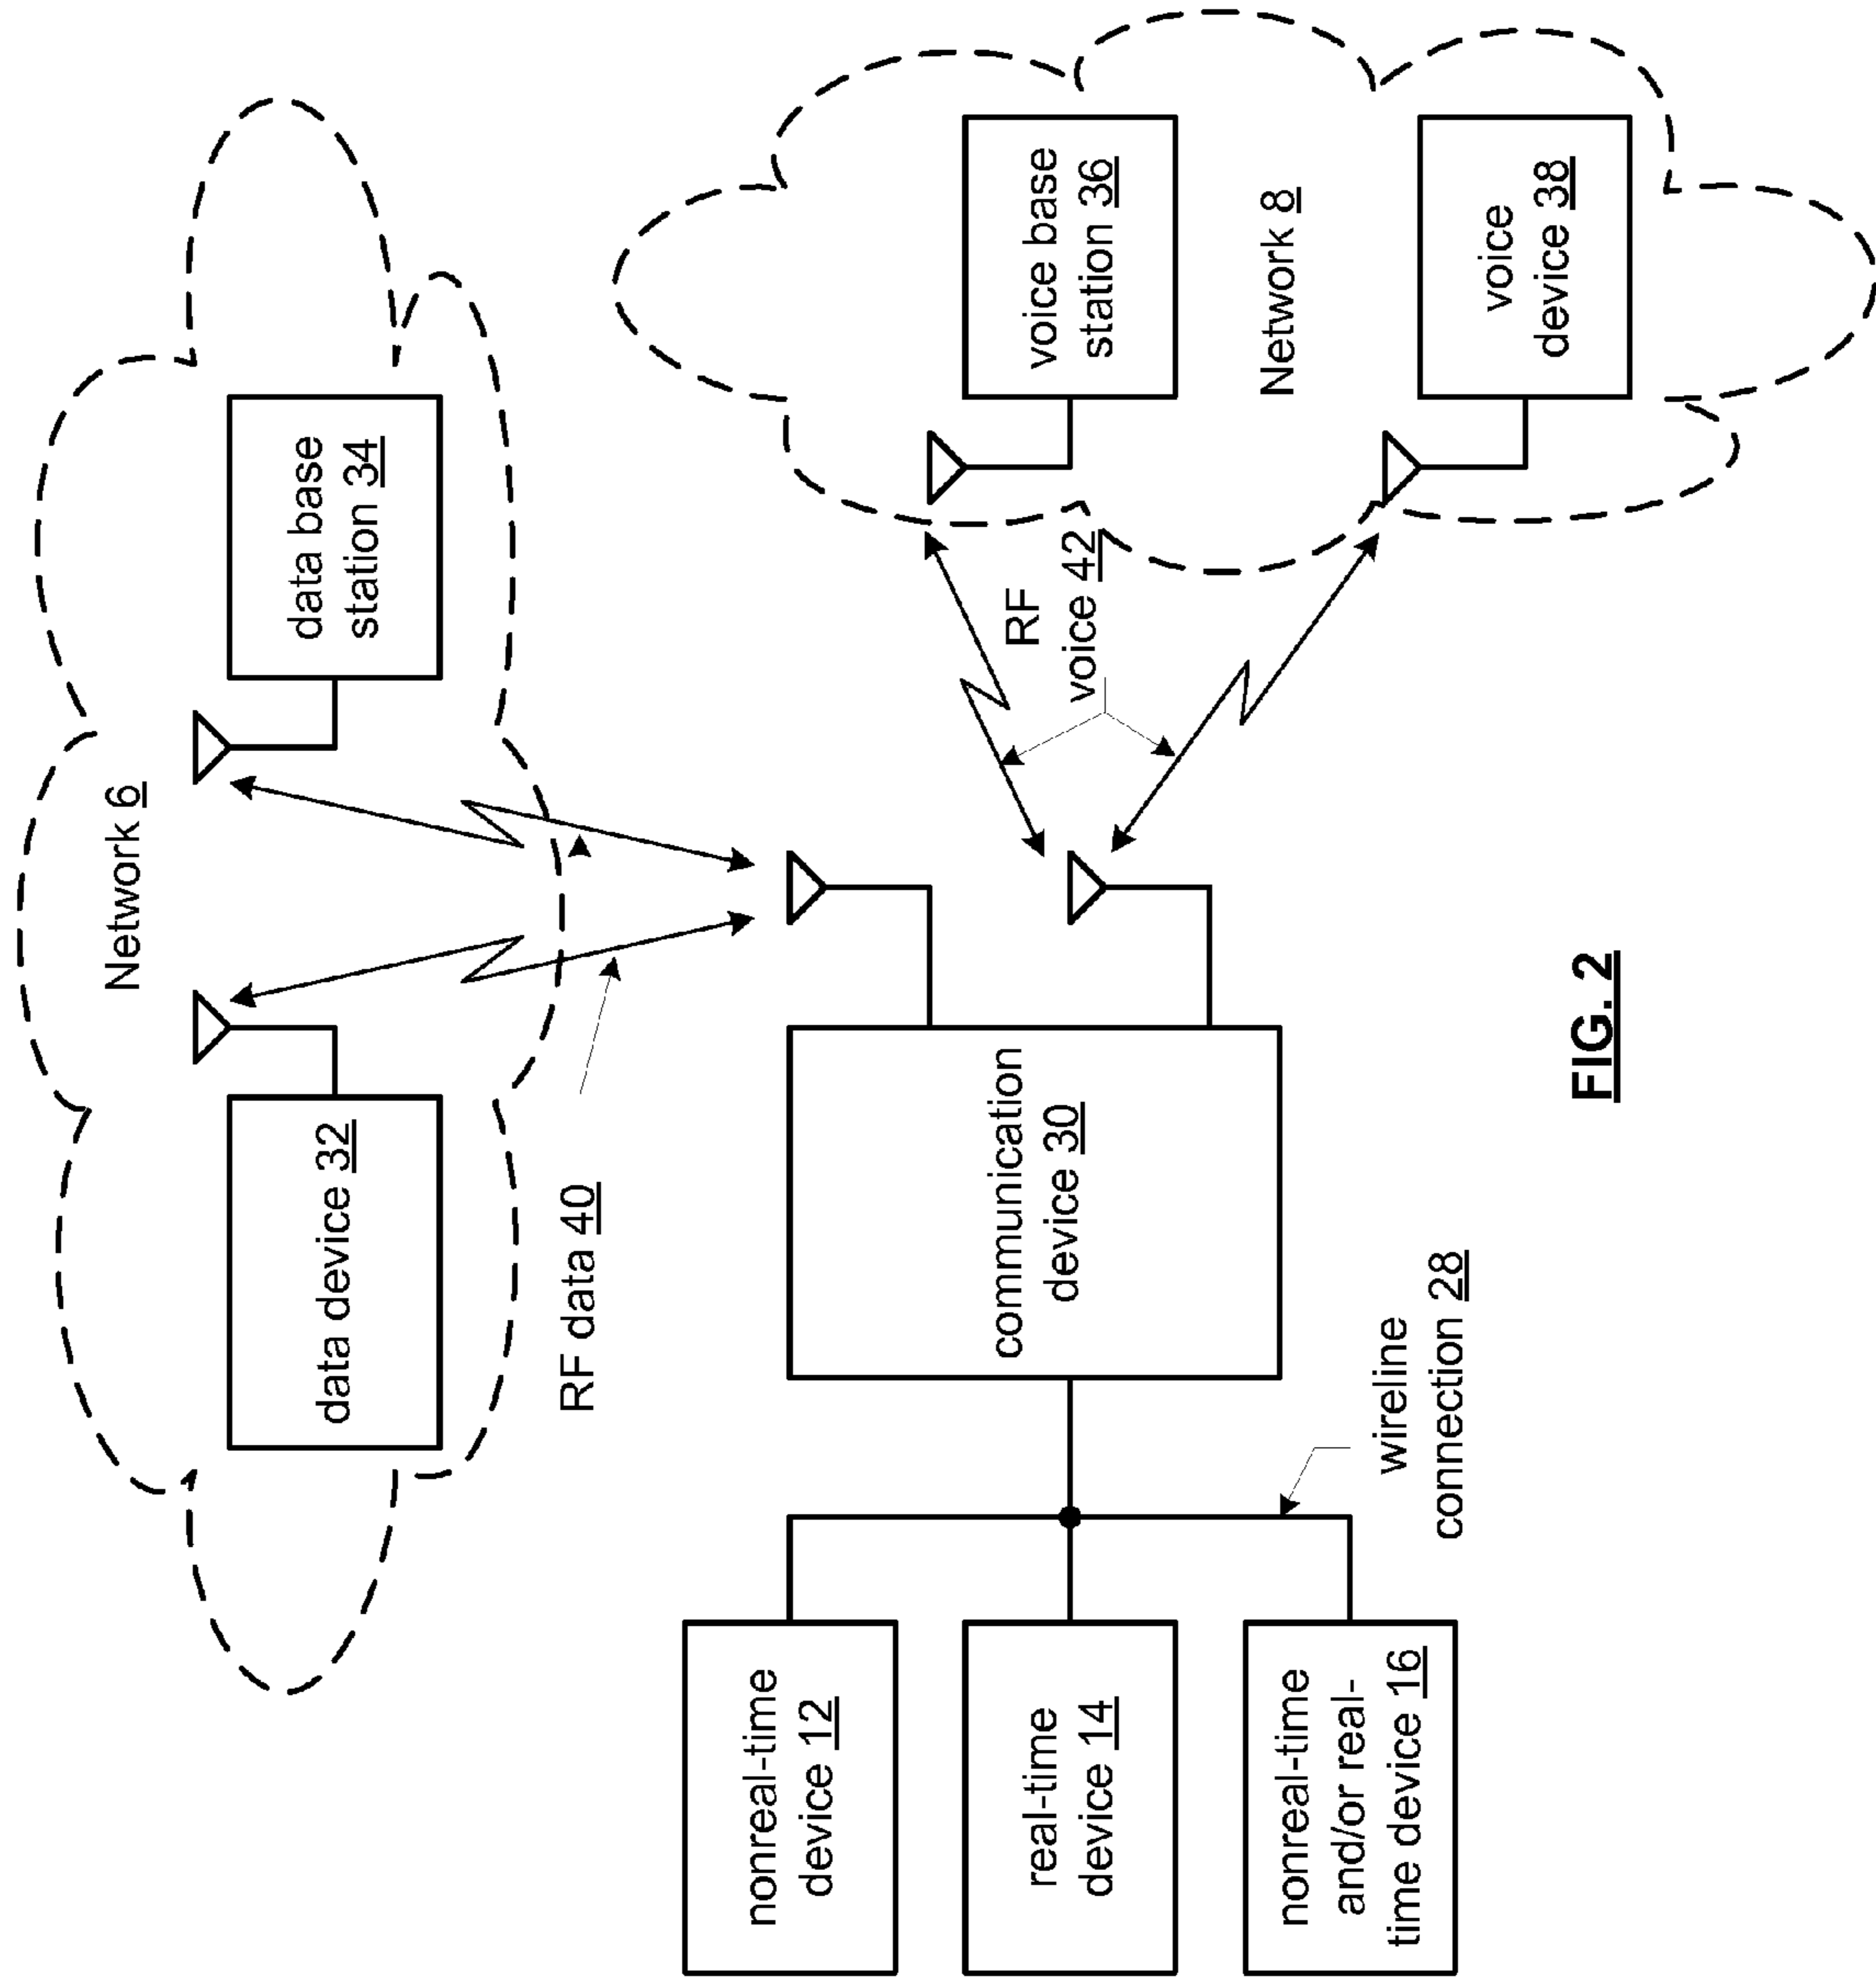 Network 6
data device 32
data base
station 34
RF data 40
RF
voice 42
voice base
station 36
Network 8
voice
device 38
communication
device 30
nonreal-time
device 12
real-time
device 14
nonreal-time
and/or real-
time device 16
wireline
connection 28
FIG. 2